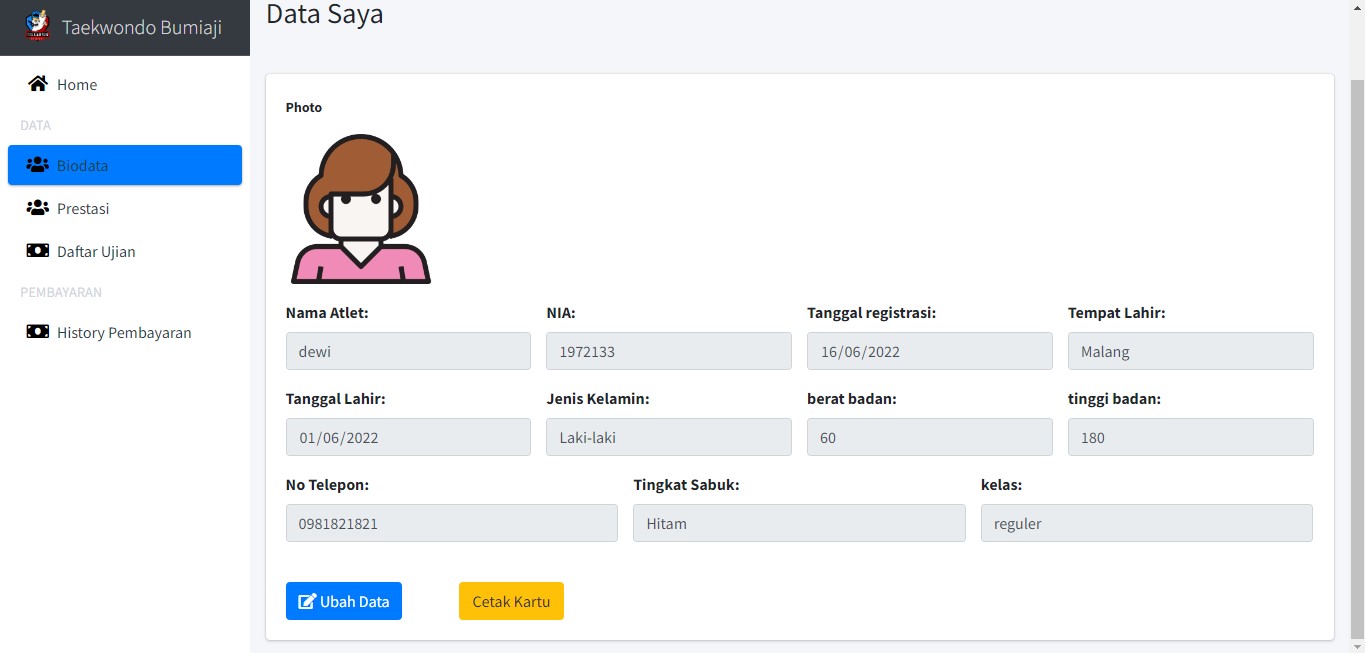 Taekwondo Bumiaji
Home
DATA
Biodata
Prestasi
Daftar Ujian
PEMBAYARAN
History Pembayaran
Data Saya
Photo
Nama Atlet: NIA: Tanggal registrasi: Tempat Lahir:
dewi 1972133 16/06/2022 Malang
Tanggal Lahir: Jenis Kelamin: berat badan: tinggi badan:
01/06/2022 Laki-laki 60 180
No Telepon: Tingkat Sabuk: kelas:
0981821821 Hitam reguler
Ubah Data Cetak Kartu